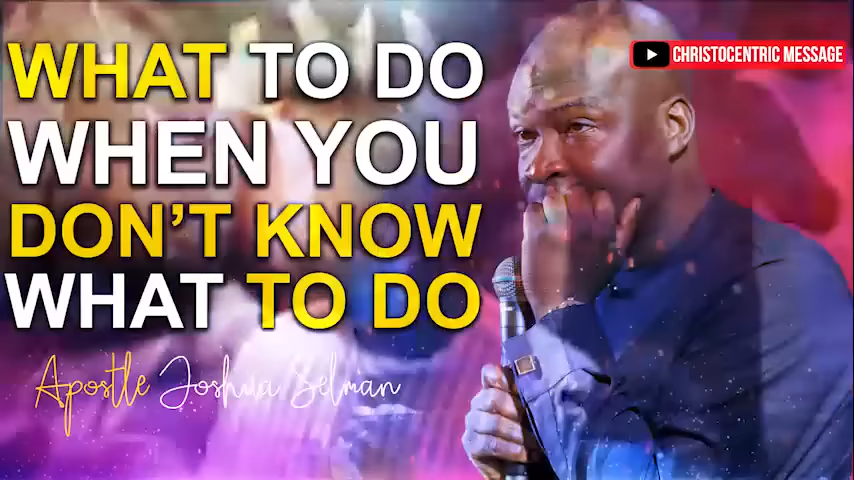 WHAT TO DO
WHEN YOU
DON'T KNOW
WHAT TO DO
Apostle Joshua Selman
CHRISTOCENTRIC MESSAGE